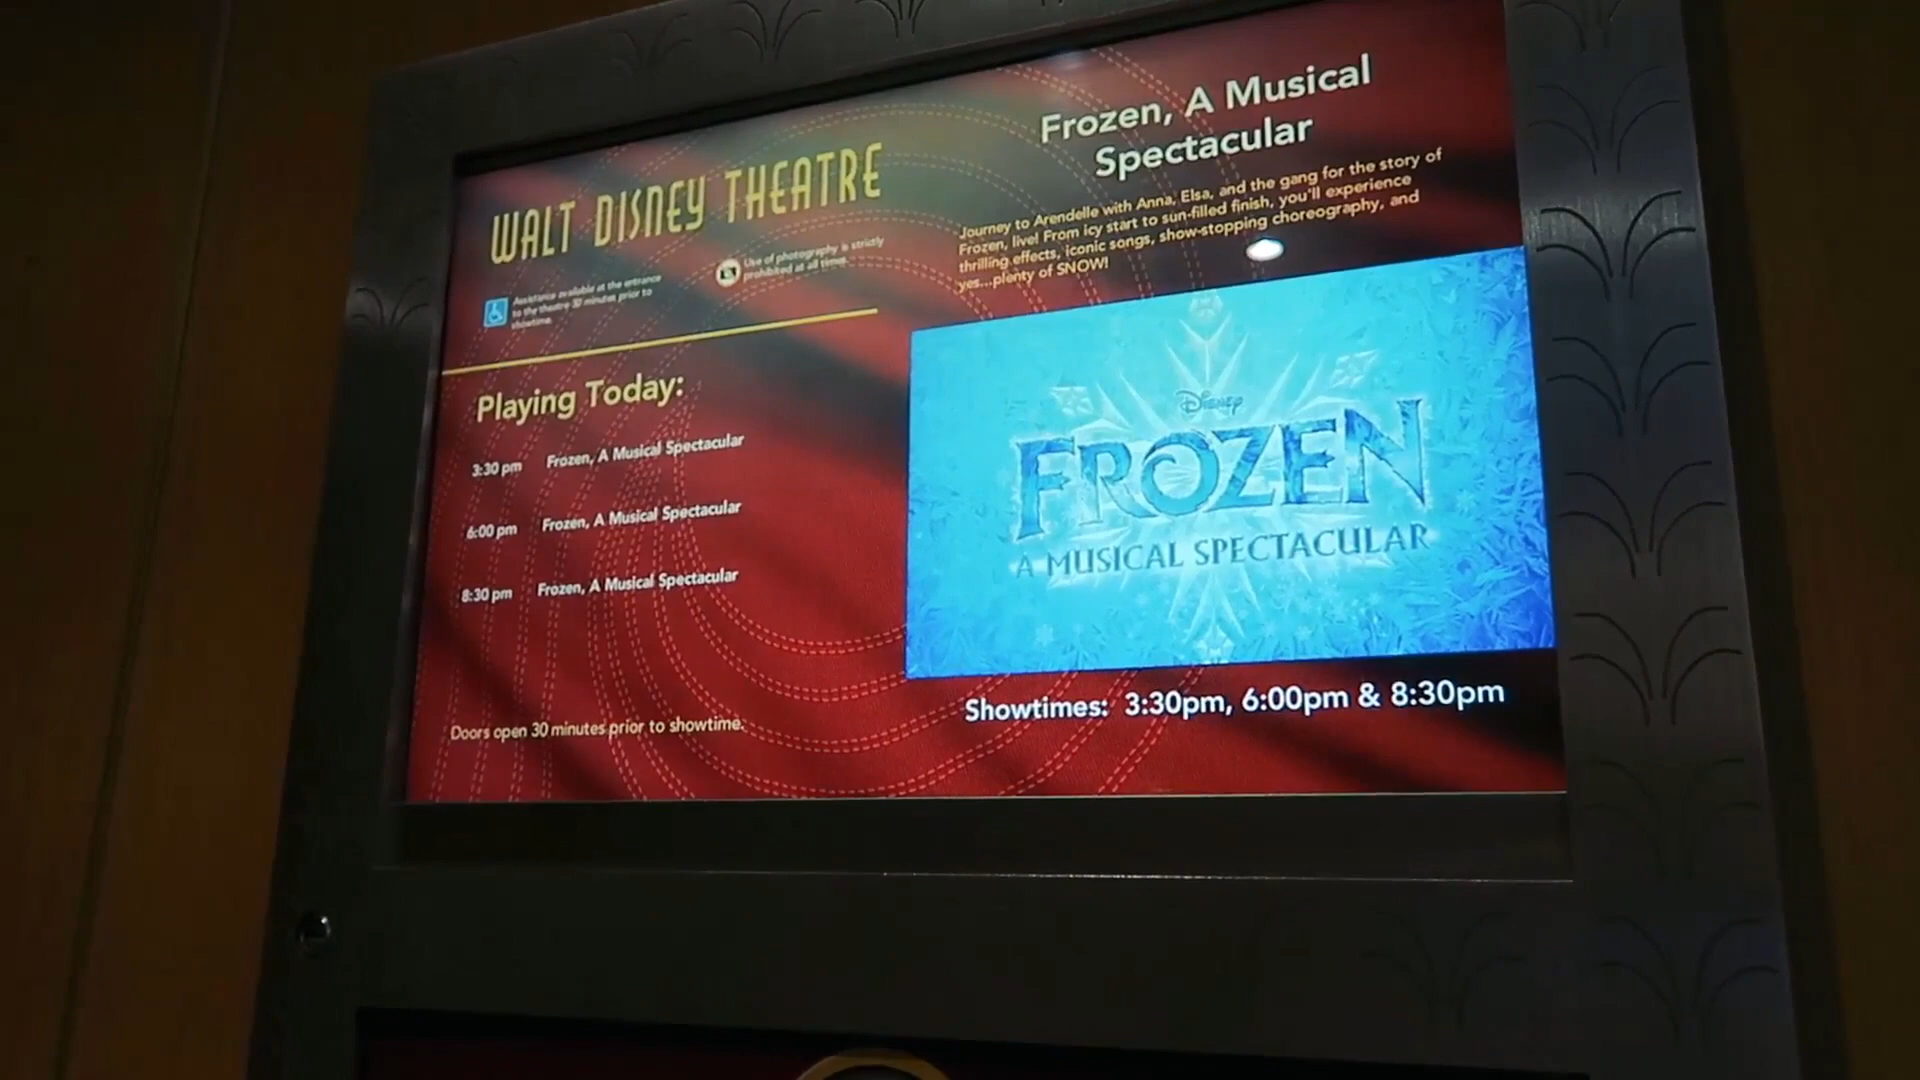 WALT DISNEY THEATRE
Assistance available at the entrance
to the theatre 30 minutes prior to
showtime.
Use of photography is strictly
prohibited at all times.
Playing Today:
3:30 pm Frozen, A Musical Spectacular
6:00 pm Frozen, A Musical Spectacular
8:30 pm Frozen, A Musical Spectacular
Doors open 30 minutes prior to showtime.
Frozen, A Musical
Spectacular
Journey to Arendelle with Anna, Elsa, and the gang for the story of
Frozen, live! From icy start to sun-filled finish, you'll experience
thrilling effects, iconic songs, show-stopping choreography, and
yes...plenty of SNOW!
Disney
FROZEN
A MUSICAL SPECTACULAR
Showtimes: 3:30pm, 6:00pm & 8:30pm